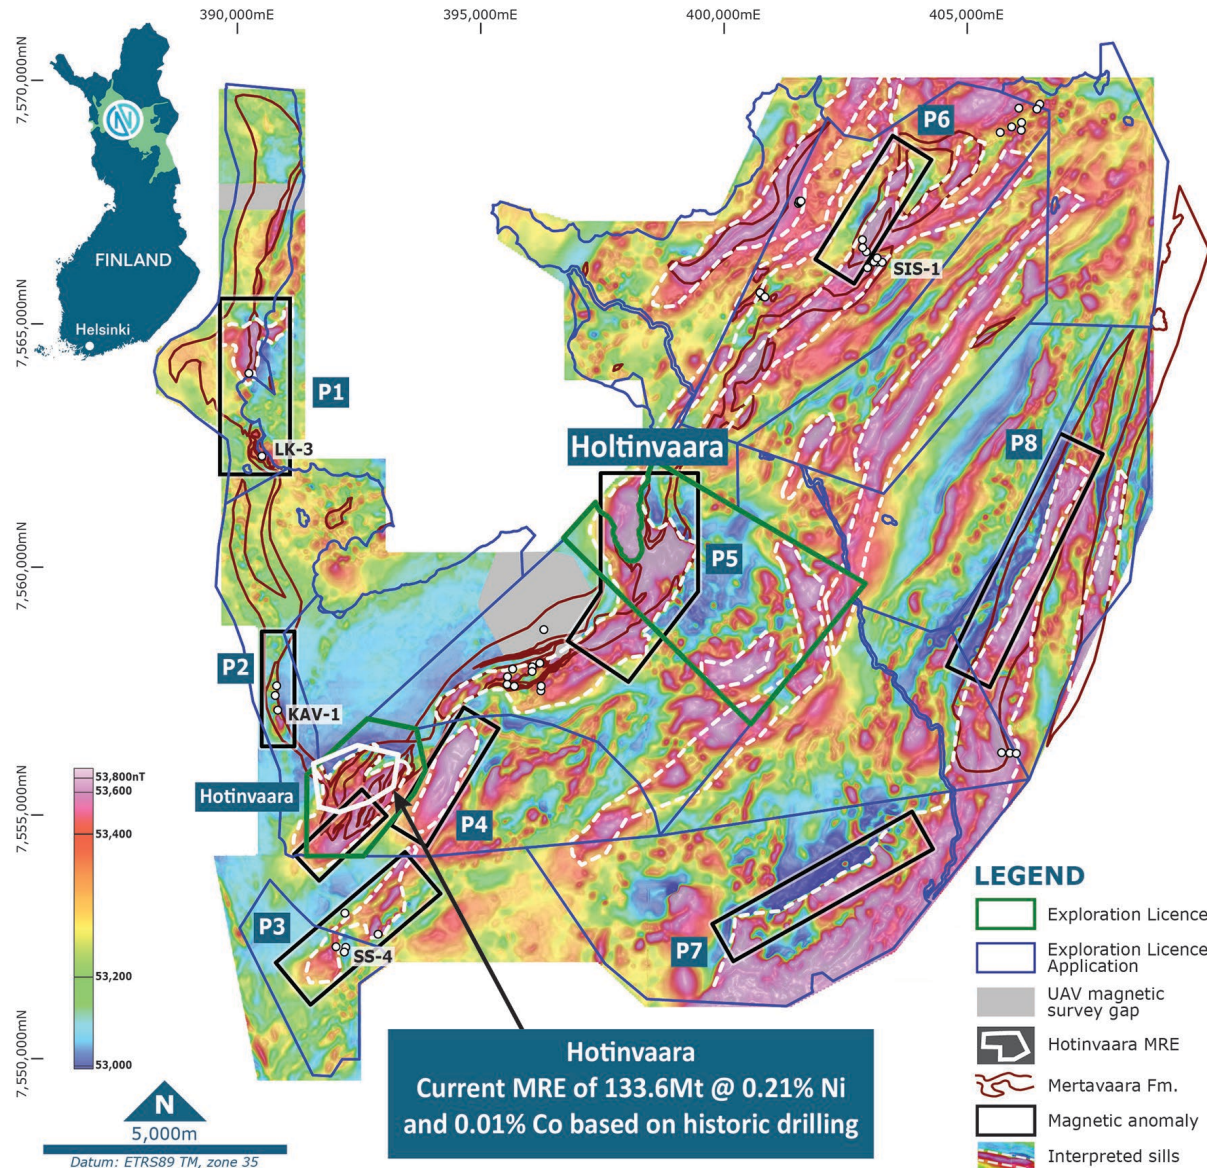 390,000mE
395,000mE
400,000mE
405,000mE
7,570,000mN
7,565,000mN
7,560,000mN
7,555,000mN
7,550,000mN
N
FINLAND
Helsinki
P6
SIS-1
P1
LK-3
Holtinvaara
P8
P5
P2
KAV-1
Hotinvaara
P4
P3
SS-4
P7
53,800nT
53,600
53,400
53,200
53,000
N
5,000m
Datum: ETRS89 TM, zone 35
Hotinvaara
Current MRE of 133.6Mt @ 0.21% Ni
and 0.01% Co based on historic drilling
LEGEND
Exploration Licence
Exploration Licence
Application
UAV magnetic
survey gap
Hotinvaara MRE
Mertavaara Fm.
Magnetic anomaly
Interpreted sills